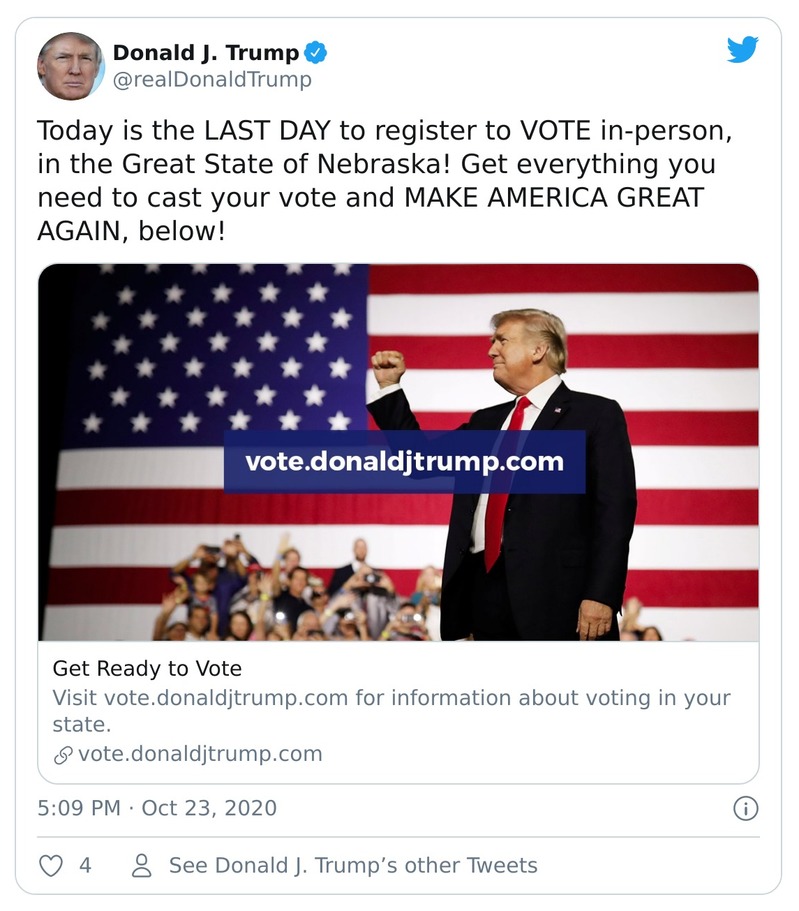 Donald J. Trump
@realDonaldTrump
Today is the LAST DAY to register to VOTE in-person,
in the Great State of Nebraska! Get everything you
need to cast your vote and MAKE AMERICA GREAT
AGAIN, below!
vote.donaldjtrump.com
Get Ready to Vote
Visit vote.donaldjtrump.com for information about voting in your
state.
vote.donaldjtrump.com
5:09 PM · Oct 23, 2020
4 See Donald J. Trump’s other Tweets